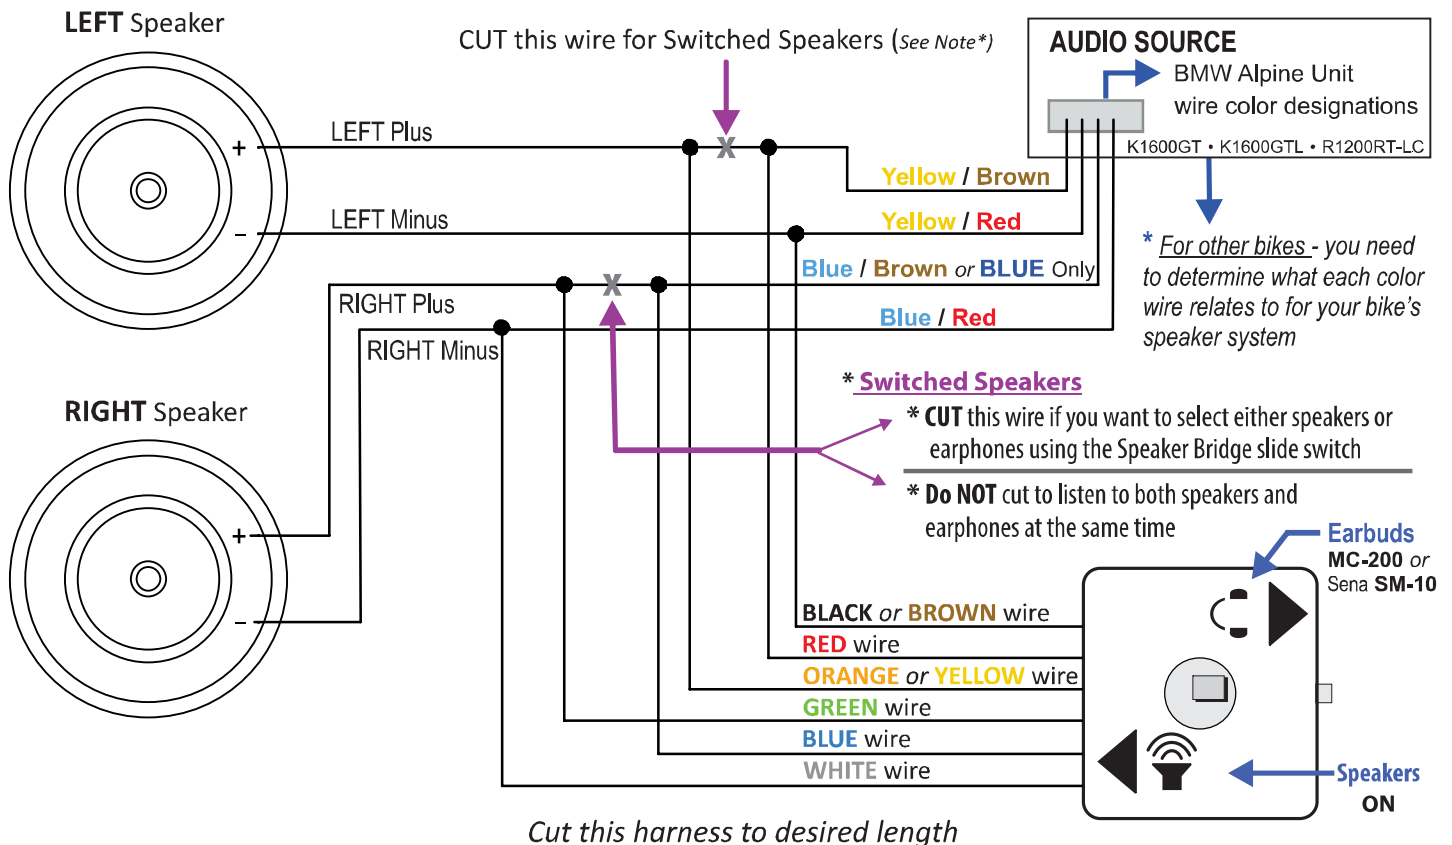 LEFT Speaker
CUT this wire for Switched Speakers (See Note*)
AUDIO SOURCE
BMW Alpine Unit
wire color designations
K1600GT • K1600GTL • R1200RT-LC
+
LEFT Plus
Yellow / Brown
X
–
LEFT Minus
Yellow / Red
Blue / Brown or BLUE Only
X
RIGHT Plus
Blue / Red
RIGHT Minus
* For other bikes - you need
to determine what each color
wire relates to for your bike's
speaker system
RIGHT Speaker
* Switched Speakers
* CUT this wire if you want to select either speakers or
earphones using the Speaker Bridge slide switch
* Do NOT cut to listen to both speakers and
earphones at the same time
+
–
Earbuds
MC-200 or
Sena SM-10
BLACK or BROWN wire
RED wire
ORANGE or YELLOW wire
GREEN wire
BLUE wire
WHITE wire
Speakers
ON
Cut this harness to desired length